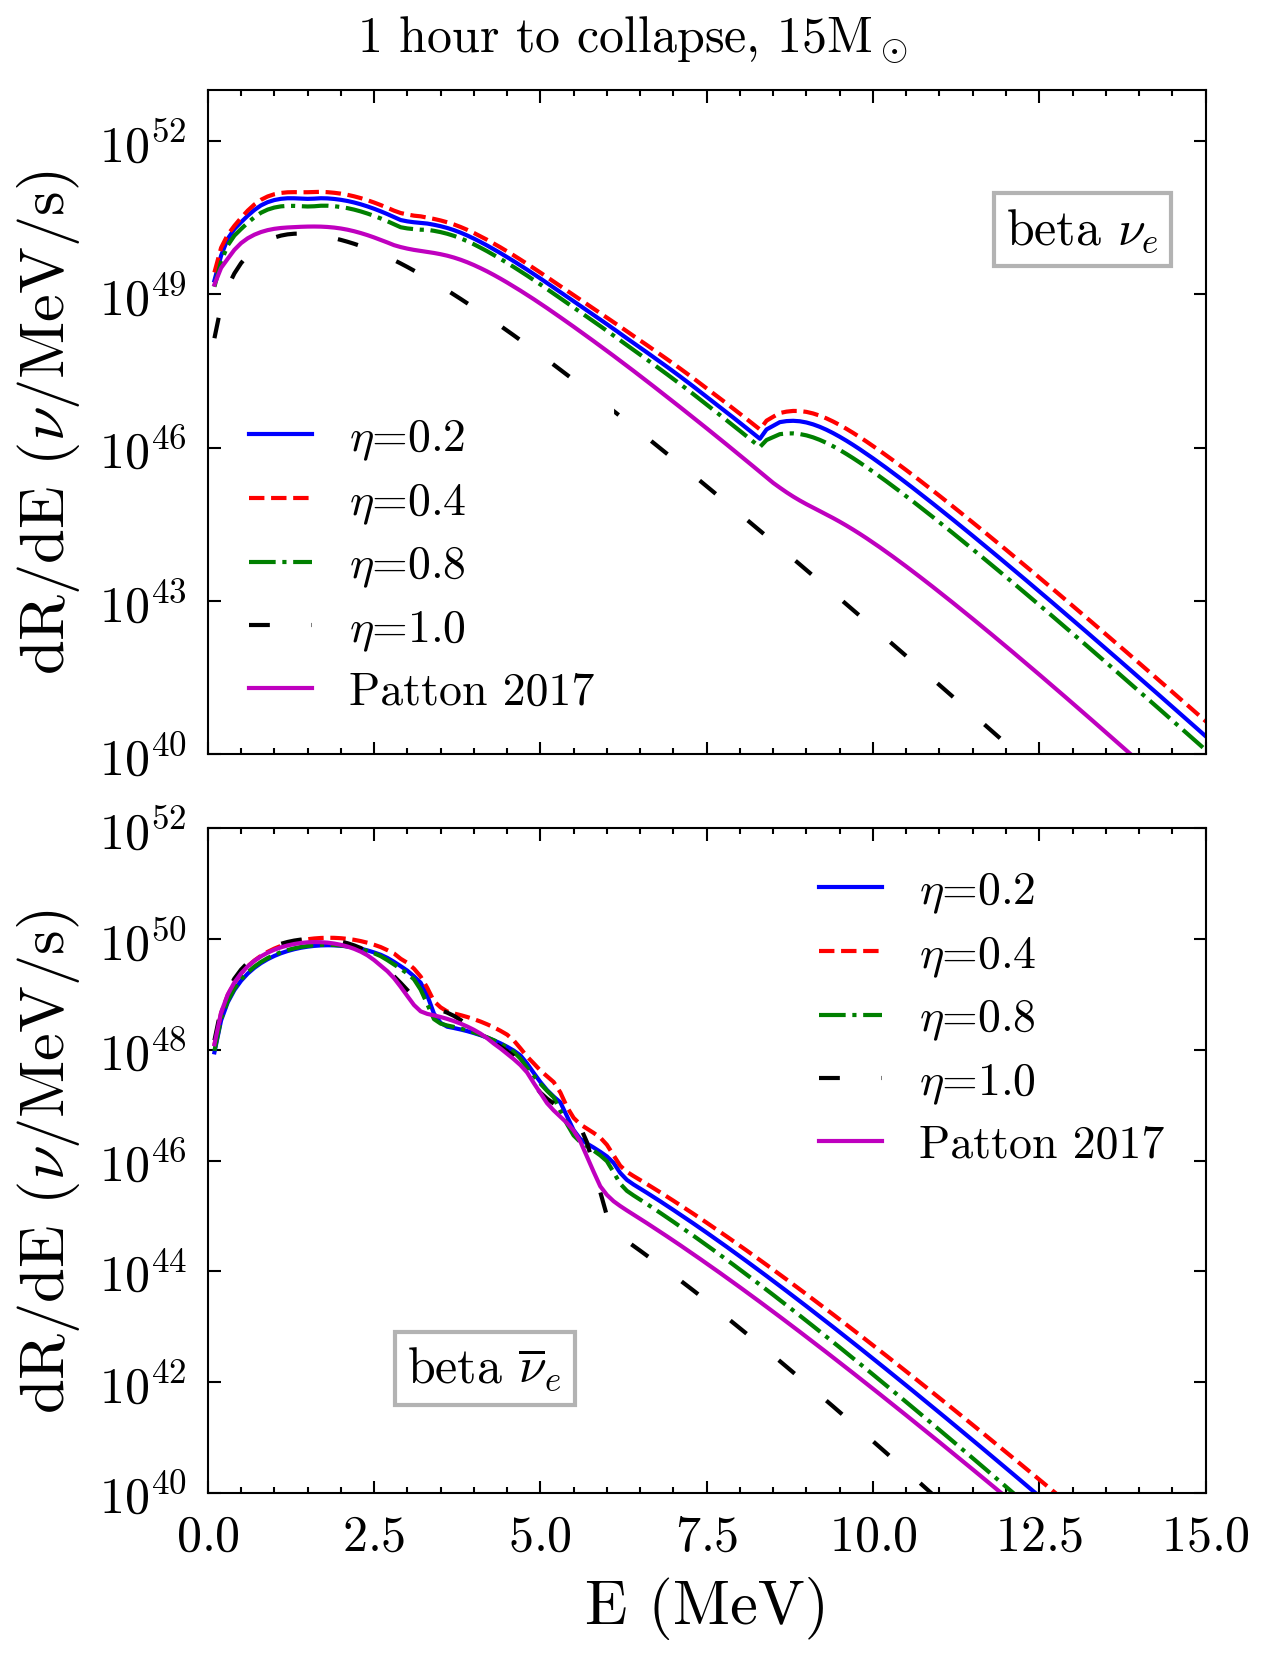 1 hour to collapse, 15M⊙
10^52
10^49
10^46
10^43
10^40
dR/dE (ν/MeV/s)
beta ν_e
η=0.2
η=0.4
η=0.8
η=1.0
Patton 2017
10^52
10^50
10^48
10^46
10^44
10^42
10^40
dR/dE (ν/MeV/s)
η=0.2
η=0.4
η=0.8
η=1.0
Patton 2017
beta ν̅_e
0.0 2.5 5.0 7.5 10.0 12.5 15.0
E (MeV)